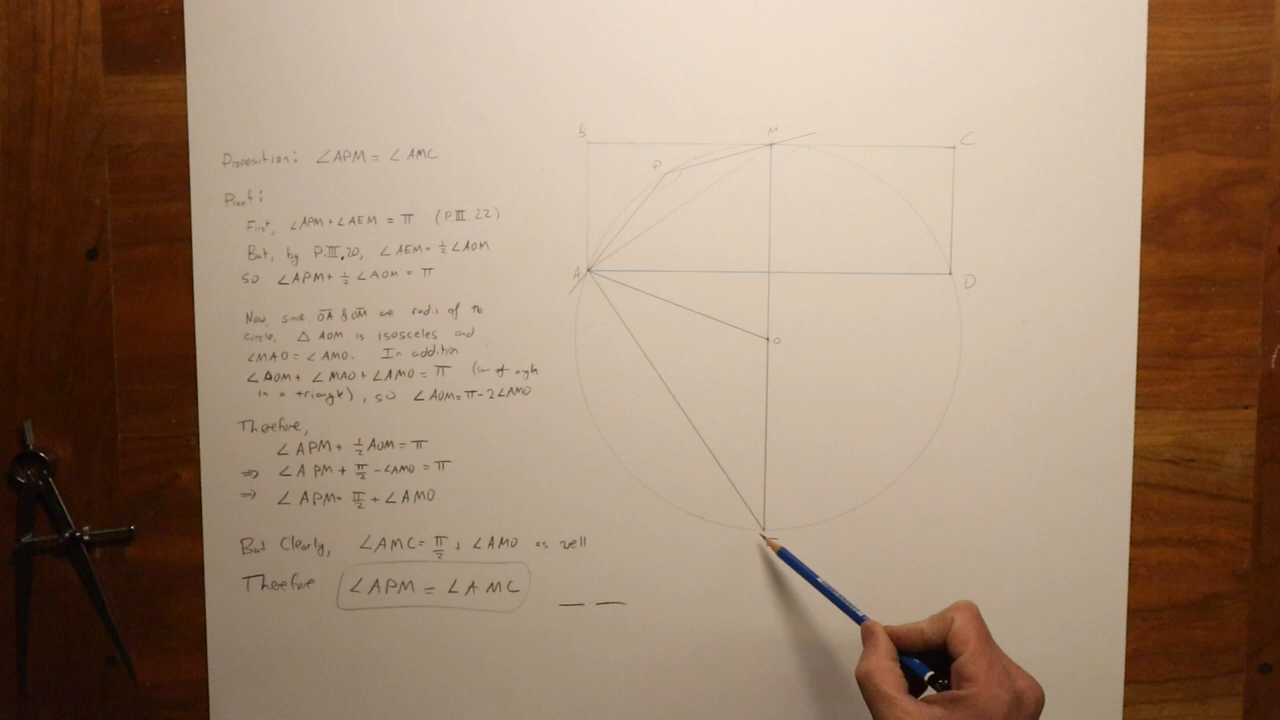 Proposition: ∠APM = ∠AMC
Proof:
First, ∠APM + ∠AEM = π (P.III.22)
But, by P.III.20, ∠AEM = 1/2 ∠AOM
so ∠APM + 1/2 ∠AOM = π
Now, since OA & OM are radii of the
circle, △ AOM is isosceles and
∠MAO = ∠AMO. In addition
∠AOM + ∠MAO + ∠AMO = π (sum of angle
in a triangle), so ∠AOM = π - 2∠AMO
Therefore,
∠APM + 1/2 AOM = π
⇒ ∠APM + π/2 - ∠AMO = π
⇒ ∠APM = π/2 + ∠AMO
But Clearly, ∠AMC = π/2 + ∠AMO as well
Therefore ∠APM = ∠AMC
B
M
C
P
A
D
O